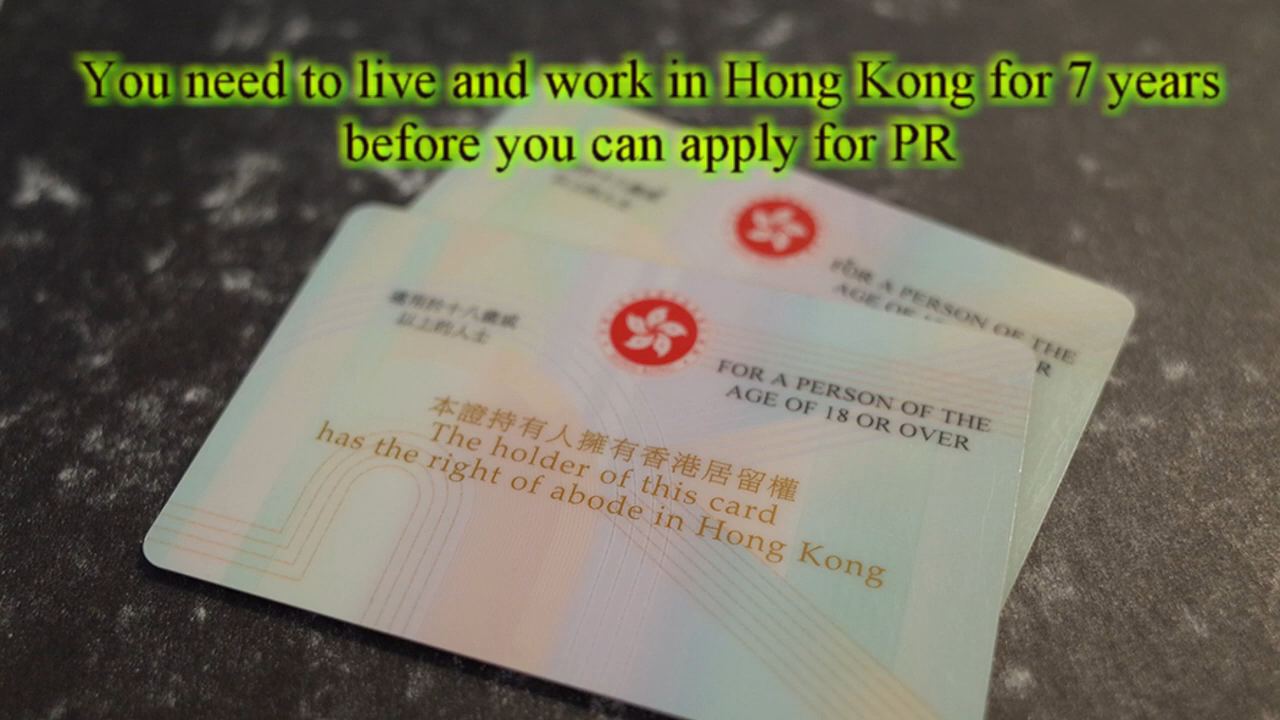 You need to live and work in Hong Kong for 7 years
before you can apply for PR
FOR A PERSON OF THE
AGE OF
適用於十八歲或
以上的人士
FOR A PERSON OF THE
AGE OF 18 OR OVER
本證持有人擁有香港居留權
The holder of this card
has the right of abode in Hong Kong